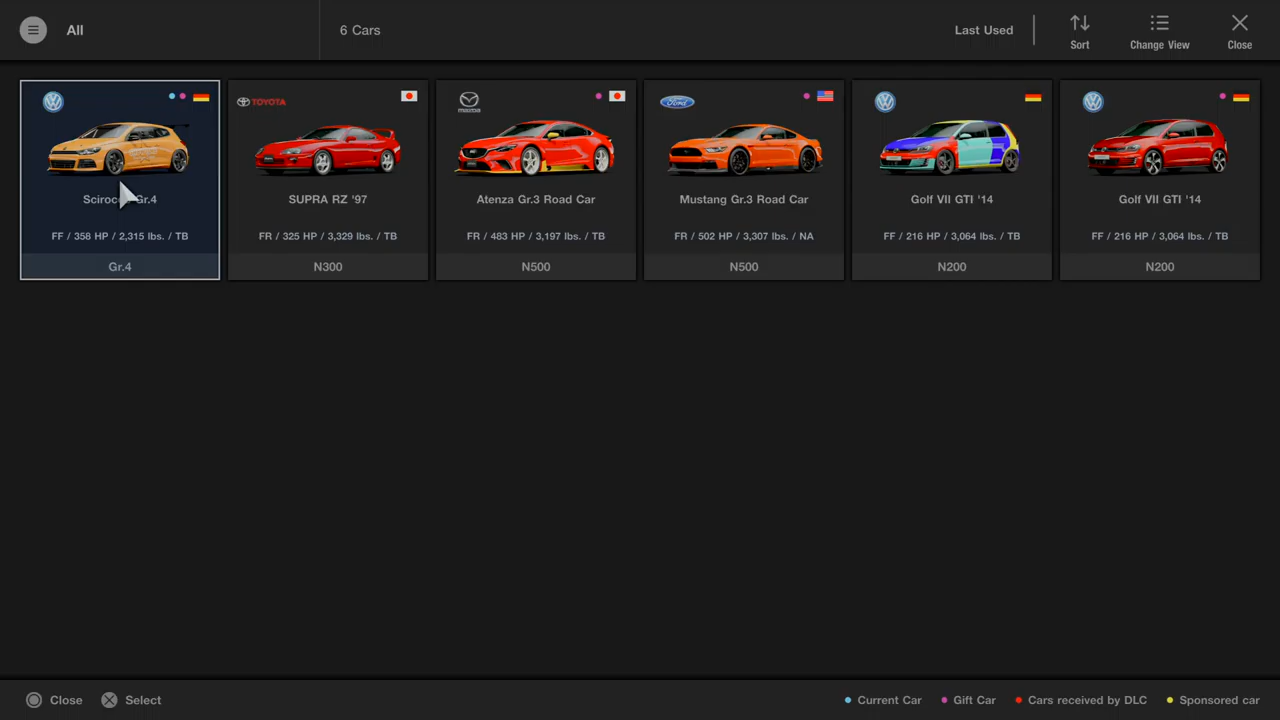 All
6 Cars
Last Used
Sort
Change View
Close
TOYOTA
mazda
Ford
Scirocco Gr.4
SUPRA RZ '97
Atenza Gr.3 Road Car
Mustang Gr.3 Road Car
Golf VII GTI '14
Golf VII GTI '14
FF / 358 HP / 2,315 lbs. / TB
FR / 325 HP / 3,329 lbs. / TB
FR / 483 HP / 3,197 lbs. / TB
FR / 502 HP / 3,307 lbs. / NA
FF / 216 HP / 3,064 lbs. / TB
FF / 216 HP / 3,064 lbs. / TB
Gr.4
N300
N500
N500
N200
N200
Close
Select
Current Car
Gift Car
Cars received by DLC
Sponsored car